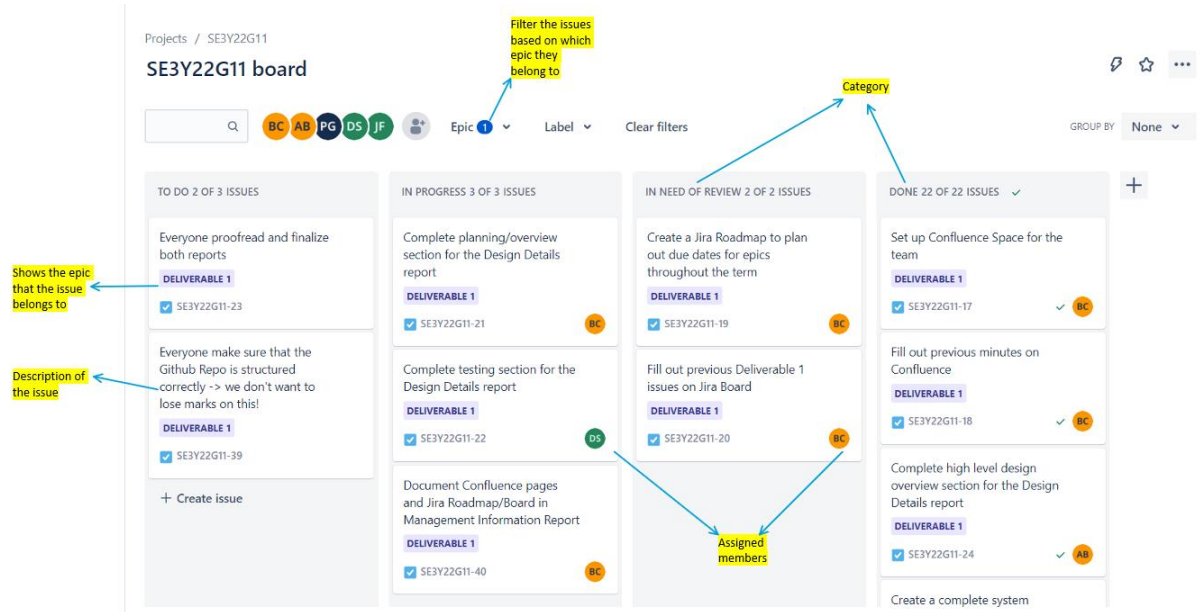 Filter the issues
based on which
epic they
belong to
Projects / SE3Y22G11
SE3Y22G11 board
Category
BC AB PG DS JF
Epic 1
Label
Clear filters
GROUP BY None
TO DO 2 OF 3 ISSUES
Everyone proofread and finalize
both reports
DELIVERABLE 1
SE3Y22G11-23
Shows the epic
that the issue
belongs to
Everyone make sure that the
Github Repo is structured
correctly -> we don't want to
lose marks on this!
DELIVERABLE 1
SE3Y22G11-39
Description of
the issue
+ Create issue
IN PROGRESS 3 OF 3 ISSUES
Complete planning/overview
section for the Design Details
report
DELIVERABLE 1
SE3Y22G11-21 BC
Complete testing section for the
Design Details report
DELIVERABLE 1
SE3Y22G11-22 DS
Document Confluence pages
and Jira Roadmap/Board in
Management Information Report
DELIVERABLE 1
SE3Y22G11-40 BC
IN NEED OF REVIEW 2 OF 2 ISSUES
Create a Jira Roadmap to plan
out due dates for epics
throughout the term
DELIVERABLE 1
SE3Y22G11-19 BC
Fill out previous Deliverable 1
issues on Jira Board
DELIVERABLE 1
SE3Y22G11-20 BC
Assigned
members
DONE 22 OF 22 ISSUES
Set up Confluence Space for the
team
DELIVERABLE 1
SE3Y22G11-17 BC
Fill out previous minutes on
Confluence
DELIVERABLE 1
SE3Y22G11-18 BC
Complete high level design
overview section for the Design
Details report
DELIVERABLE 1
SE3Y22G11-24 AB
Create a complete system